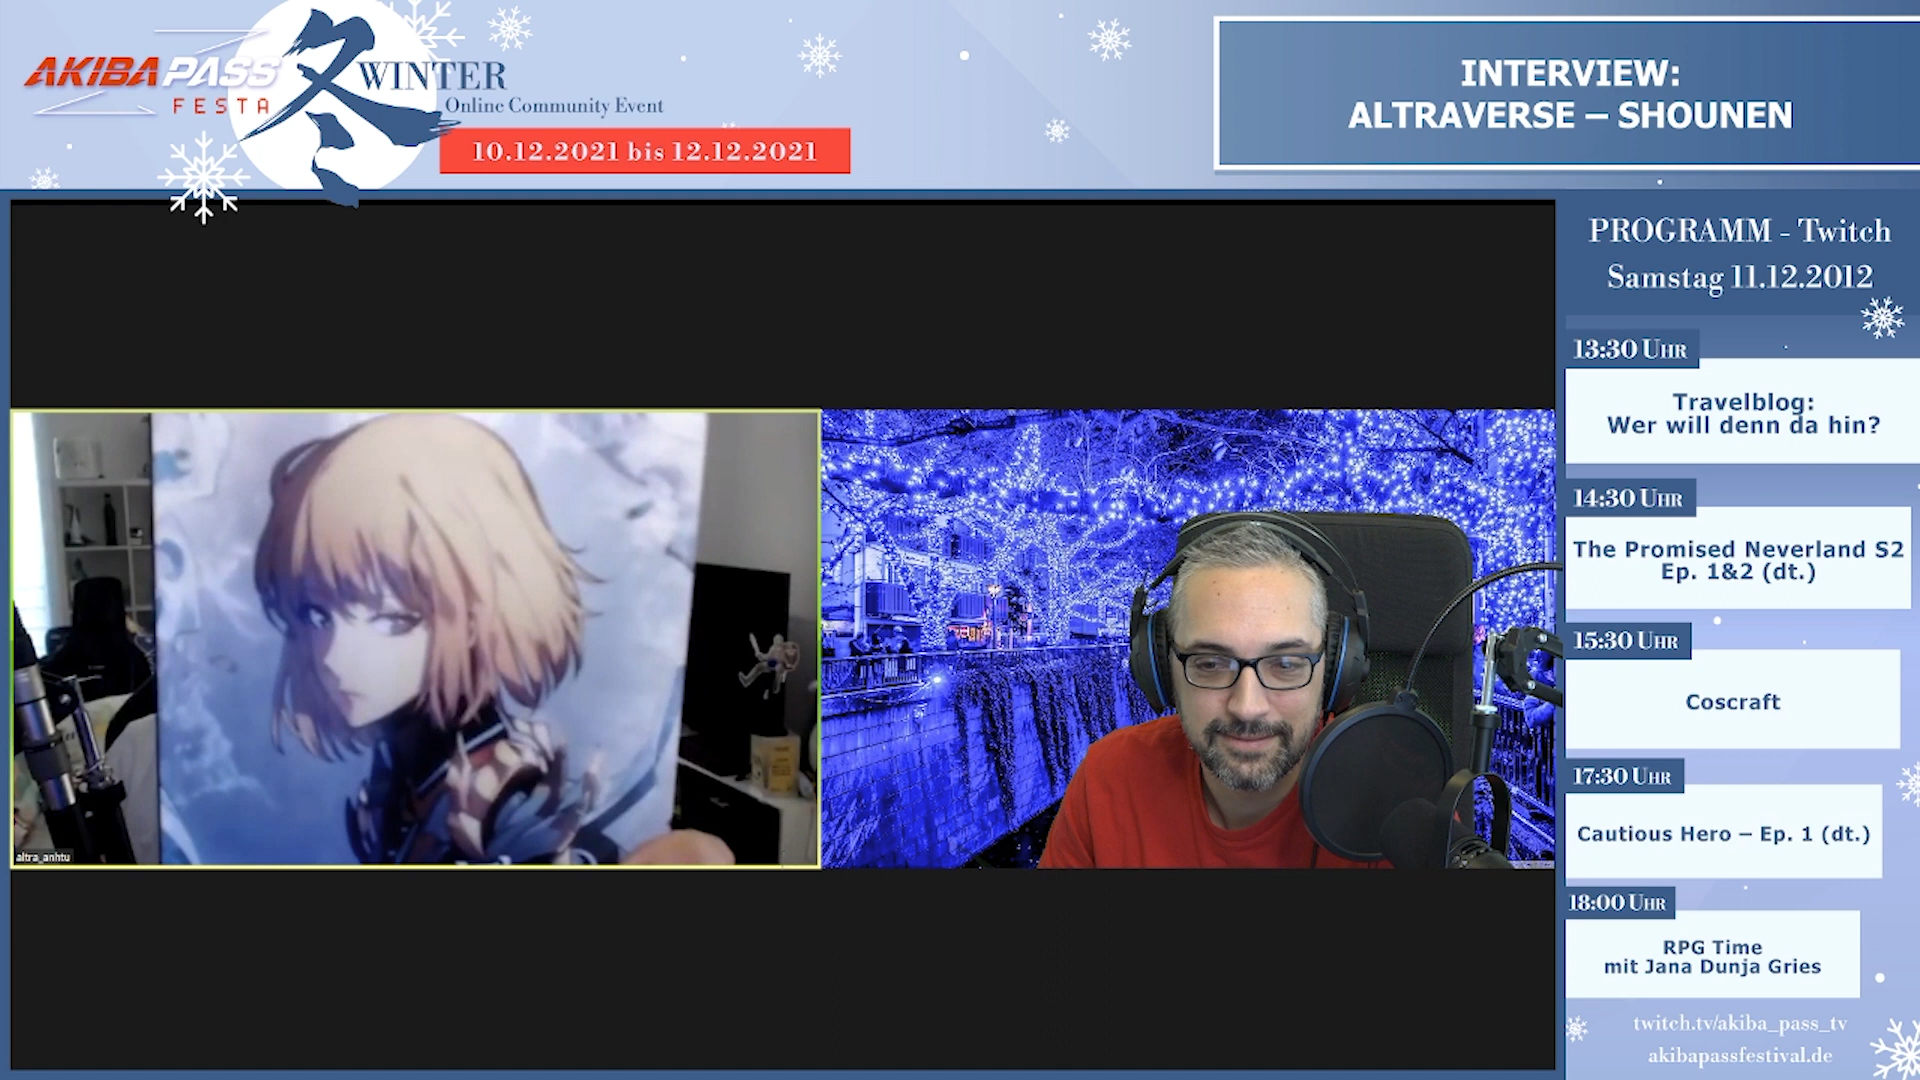 AKIBA PASS
FESTA
冬
WINTER
Online Community Event
10.12.2021 bis 12.12.2021
INTERVIEW:
ALTRAVERSE – SHOUNEN
PROGRAMM - Twitch
Samstag 11.12.2012
13:30 UHR
Travelblog:
Wer will denn da hin?
14:30 UHR
The Promised Neverland S2
Ep. 1&2 (dt.)
15:30 UHR
Coscraft
17:30 UHR
Cautious Hero – Ep. 1 (dt.)
18:00 UHR
RPG Time
mit Jana Dunja Gries
twitch.tv/akiba_pass_tv
akibapassfestival.de
altra_anhtu